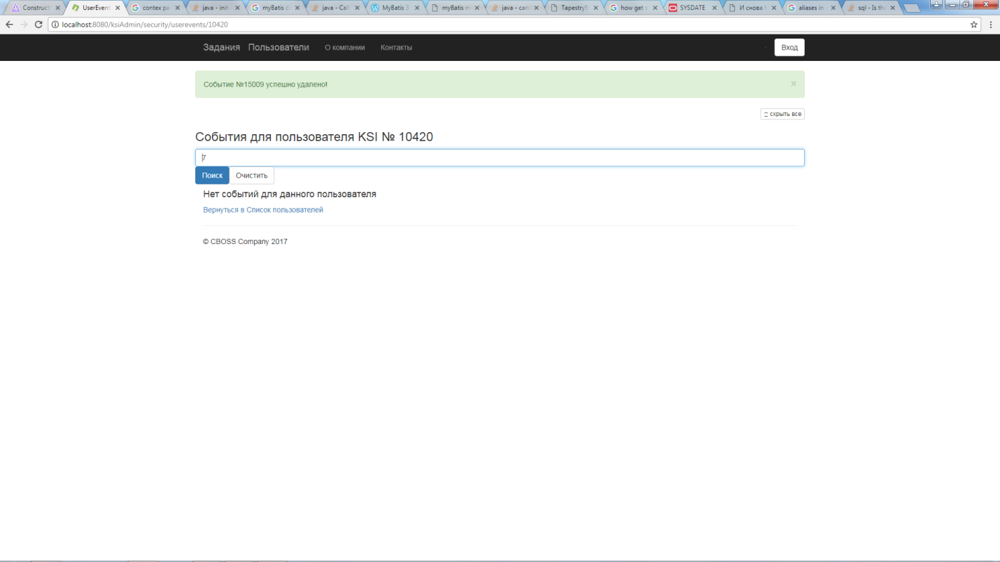 Construct UserEvent contex pa java - init myBatis c java - Call MyBatis 3 myBatis m java - can TapestryS how get SYSDATE И снова aliases in sql - Is th
localhost:8080/ksiAdmin/security/userevents/10420
Задания Пользователи О компании Контакты Вход
Событие №15009 успешно удалено! ×
скрыть все
События для пользователя KSI № 10420
7
Поиск Очистить
Нет событий для данного пользователя
Вернуться в Список пользователей
© CBOSS Company 2017